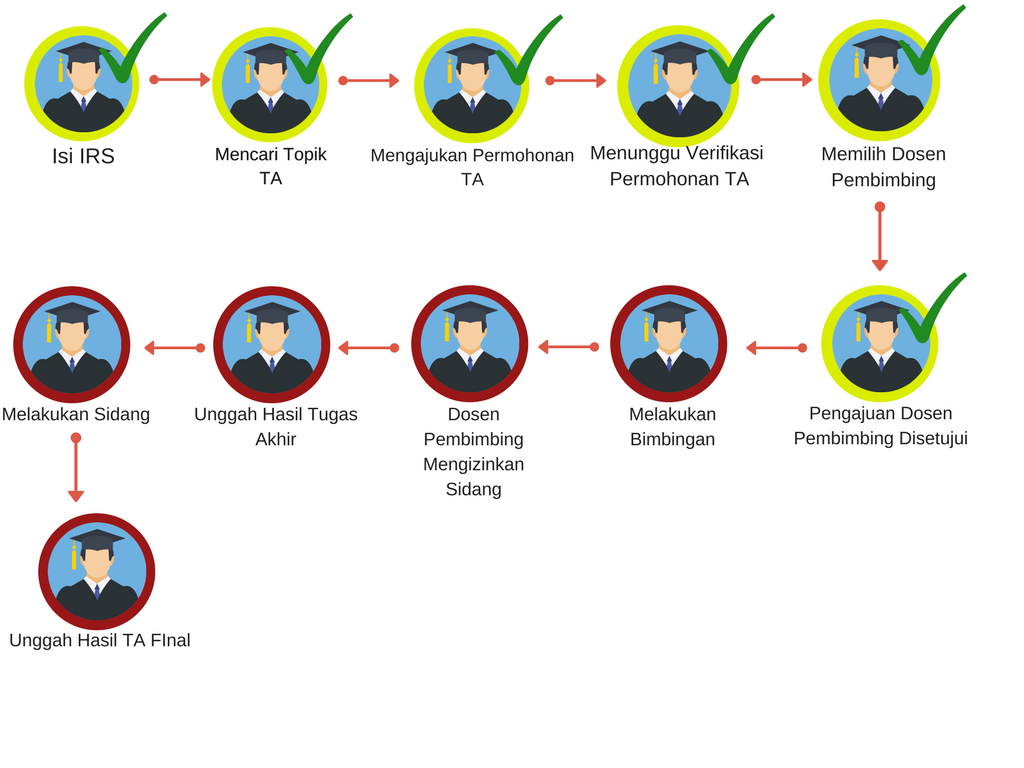 Isi IRS
Mencari Topik
TA
Mengajukan Permohonan
TA
Menunggu Verifikasi
Permohonan TA
Memilih Dosen
Pembimbing
Pengajuan Dosen
Pembimbing Disetujui
Melakukan
Bimbingan
Dosen
Pembimbing
Mengizinkan
Sidang
Unggah Hasil Tugas
Akhir
Melakukan Sidang
Unggah Hasil TA FInal